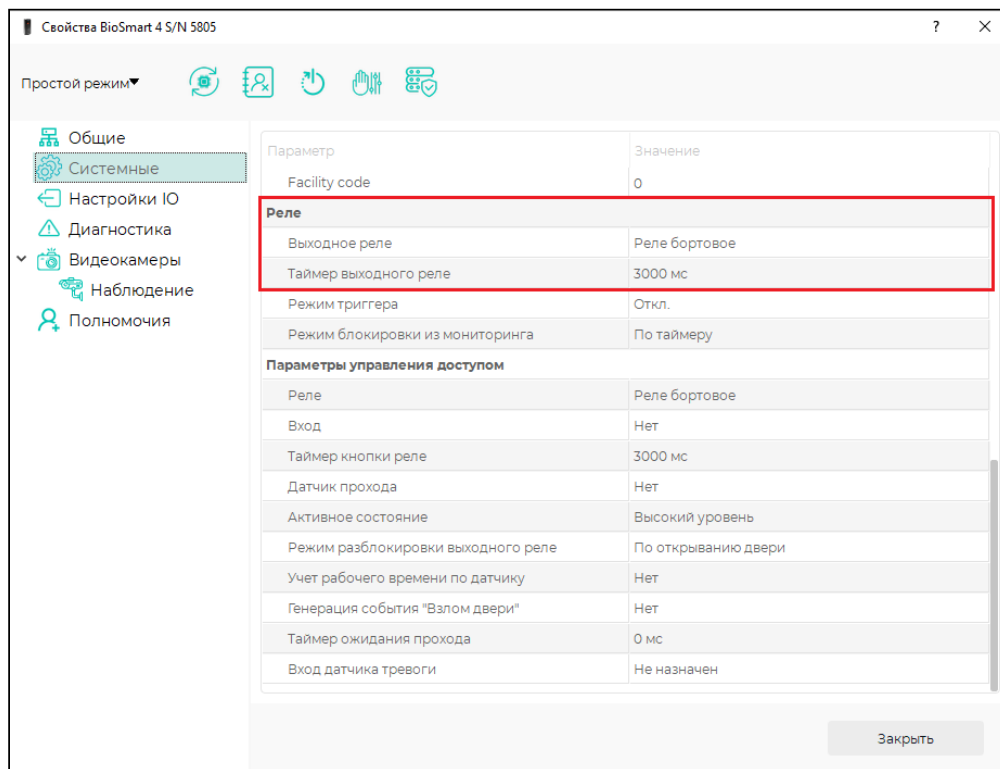 Свойства BioSmart 4 S/N 5805
?
Простой режим
Общие
Системные
Настройки IO
Диагностика
Видеокамеры
Наблюдение
Полномочия
Параметр Значение
Facility code 0
Реле
Выходное реле Реле бортовое
Таймер выходного реле 3000 мс
Режим триггера Откл.
Режим блокировки из мониторинга По таймеру
Параметры управления доступом
Реле Реле бортовое
Вход Нет
Таймер кнопки реле 3000 мс
Датчик прохода Нет
Активное состояние Высокий уровень
Режим разблокировки выходного реле По открыванию двери
Учет рабочего времени по датчику Нет
Генерация события "Взлом двери" Нет
Таймер ожидания прохода 0 мс
Вход датчика тревоги Не назначен
Закрыть